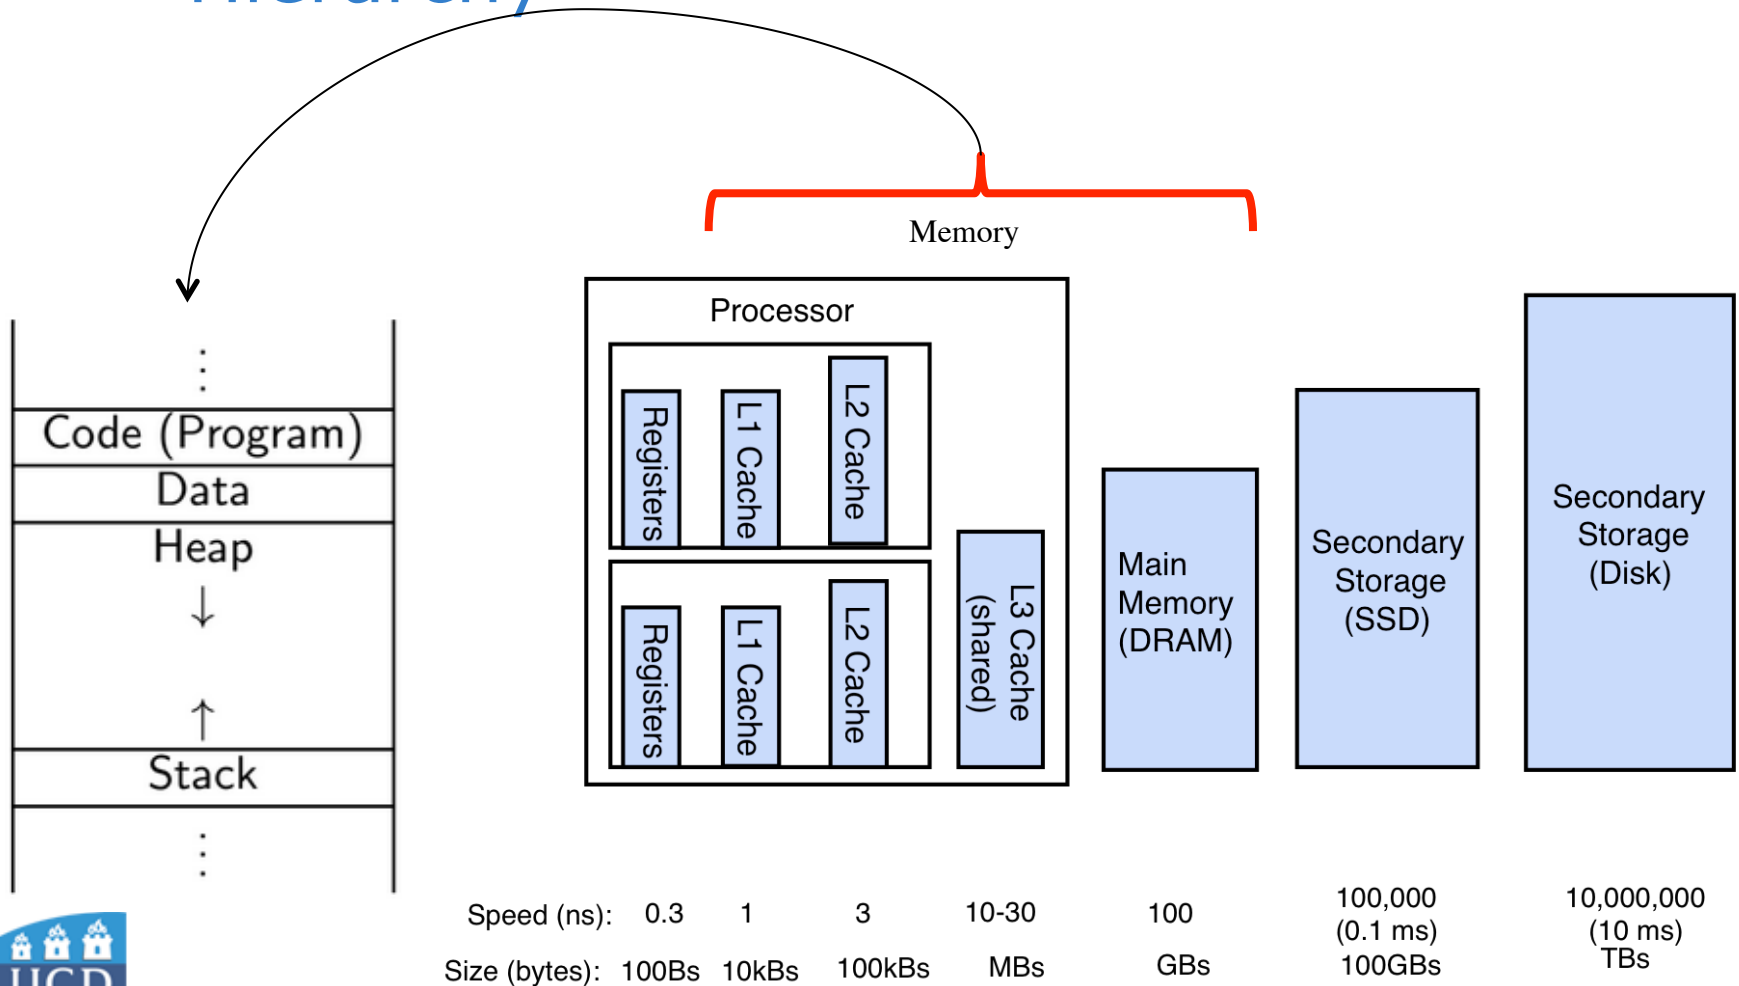 Hierarchy
Memory
Processor
Registers
L1 Cache
L2 Cache
Registers
L1 Cache
L2 Cache
L3 Cache
(shared)
Main
Memory
(DRAM)
Secondary
Storage
(SSD)
Secondary
Storage
(Disk)
⋮
Code (Program)
Data
Heap
↓
↑
Stack
⋮
Speed (ns): 0.3 1 3 10-30 100 100,000 (0.1 ms) 10,000,000 (10 ms)
Size (bytes): 100Bs 10kBs 100kBs MBs GBs 100GBs TBs
UCD